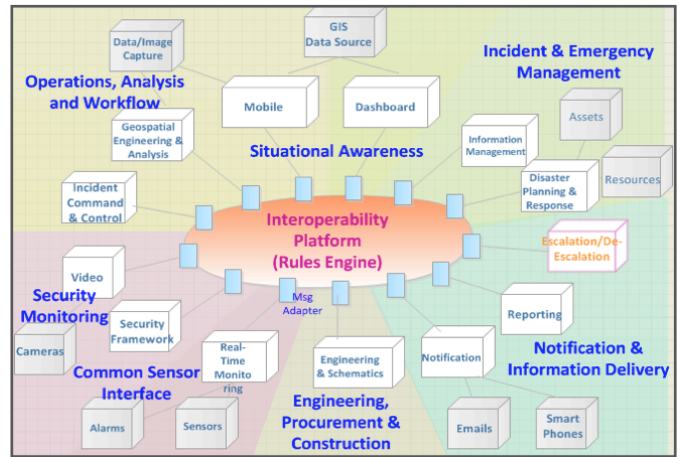 GIS
Data Source
Data/Image
Capture
Incident & Emergency
Management
Operations, Analysis
and Workflow
Mobile
Dashboard
Assets
Geospatial
Engineering &
Analysis
Situational Awareness
Information
Management
Resources
Disaster
Planning &
Response
Incident
Command
& Control
Interoperability
Platform
(Rules Engine)
Escalation/De-
Escalation
Video
Security
Monitoring
Msg
Adapter
Reporting
Security
Framework
Cameras
Real-
Time
Monito
ring
Engineering
& Schematics
Notification
Notification &
Information Delivery
Common Sensor
Interface
Engineering,
Procurement &
Construction
Alarms
Sensors
Emails
Smart
Phones